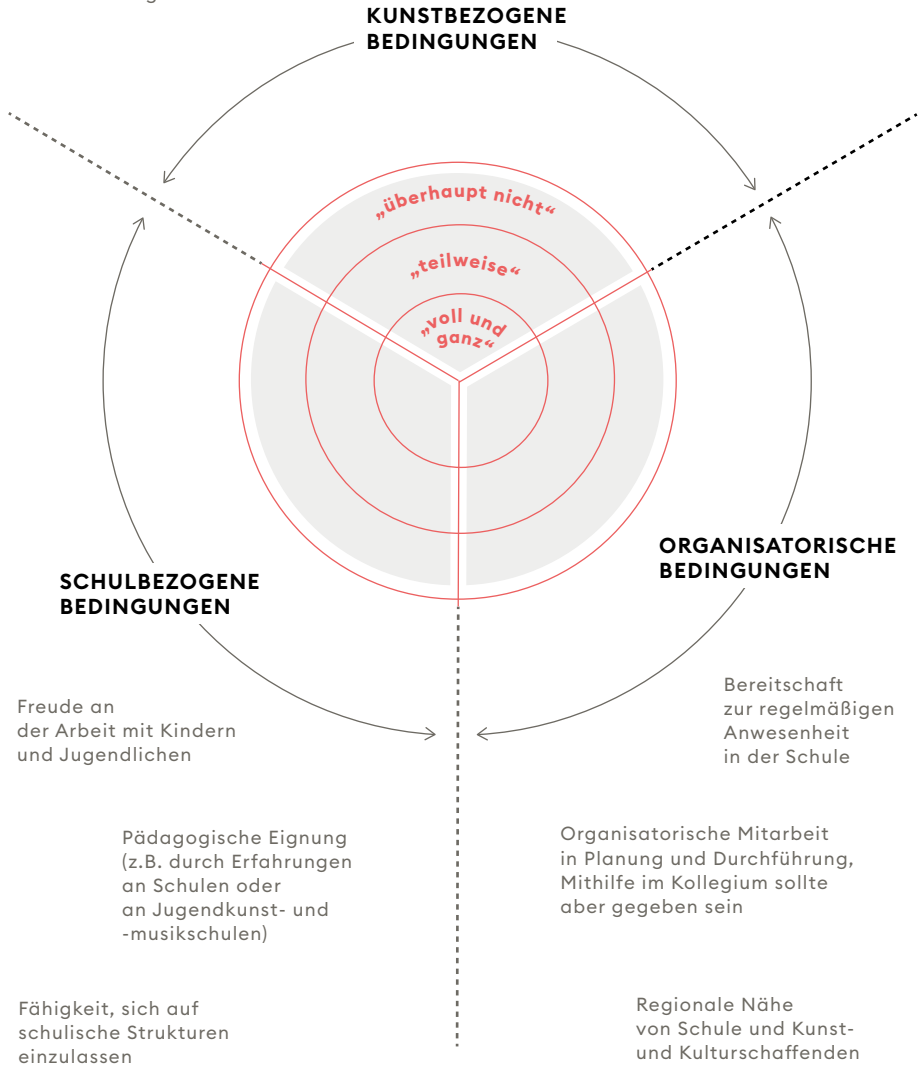 KUNSTBEZOGENE
BEDINGUNGEN
„überhaupt nicht“
„teilweise“
„voll und
ganz“
SCHULBEZOGENE
BEDINGUNGEN
ORGANISATORISCHE
BEDINGUNGEN
Freude an
der Arbeit mit Kindern
und Jugendlichen
Bereitschaft
zur regelmäßigen
Anwesenheit
in der Schule
Pädagogische Eignung
(z.B. durch Erfahrungen
an Schulen oder
an Jugendkunst- und
-musikschulen)
Organisatorische Mitarbeit
in Planung und Durchführung,
Mithilfe im Kollegium sollte
aber gegeben sein
Fähigkeit, sich auf
schulische Strukturen
einzulassen
Regionale Nähe
von Schule und Kunst-
und Kulturschaffenden